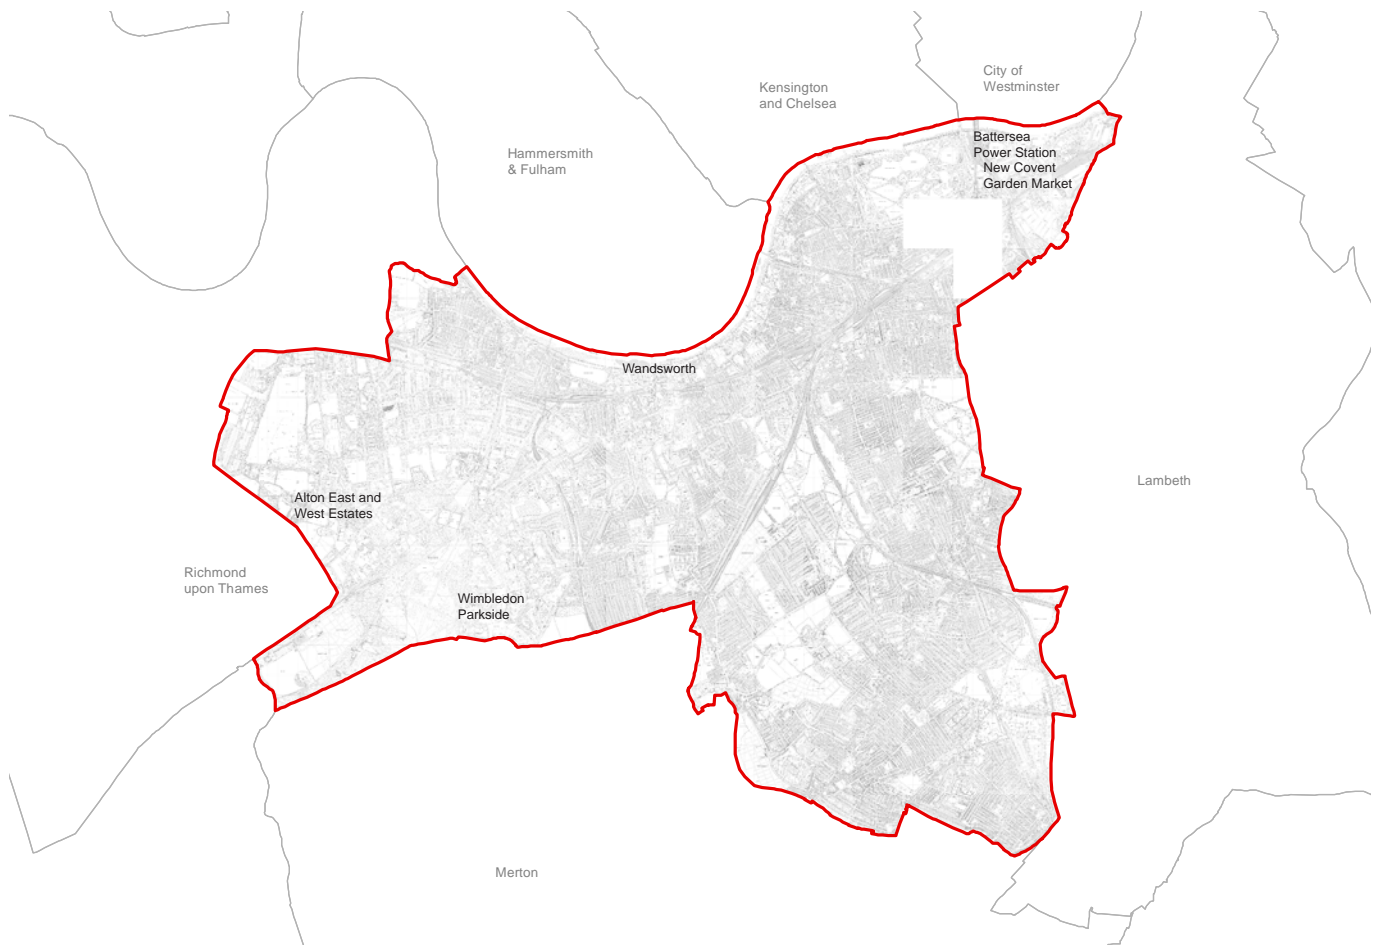 City of
Westminster
Kensington
and Chelsea
Battersea
Power Station
New Covent
Garden Market
Hammersmith
& Fulham
Wandsworth
Lambeth
Alton East and
West Estates
Richmond
upon Thames
Wimbledon
Parkside
Merton